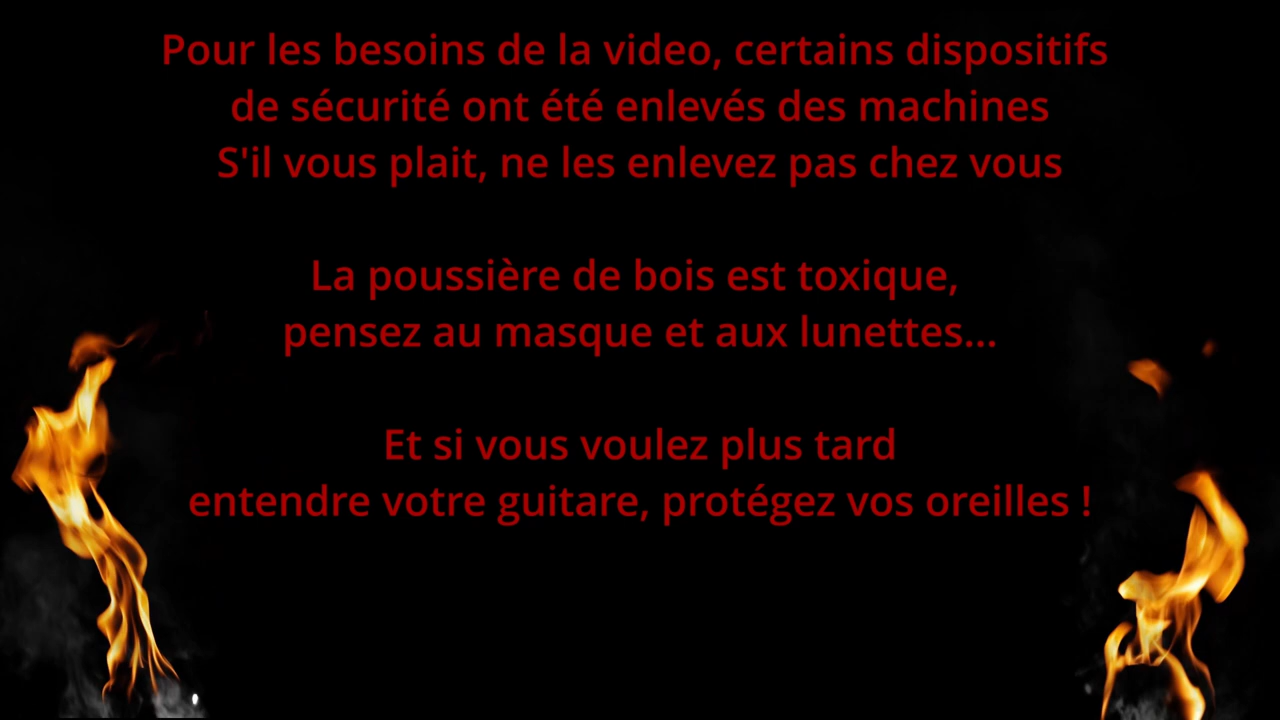 Pour les besoins de la video, certains dispositifs
de sécurité ont été enlevés des machines
S'il vous plait, ne les enlevez pas chez vous
La poussière de bois est toxique,
pensez au masque et aux lunettes...
Et si vous voulez plus tard
entendre votre guitare, protégez vos oreilles !